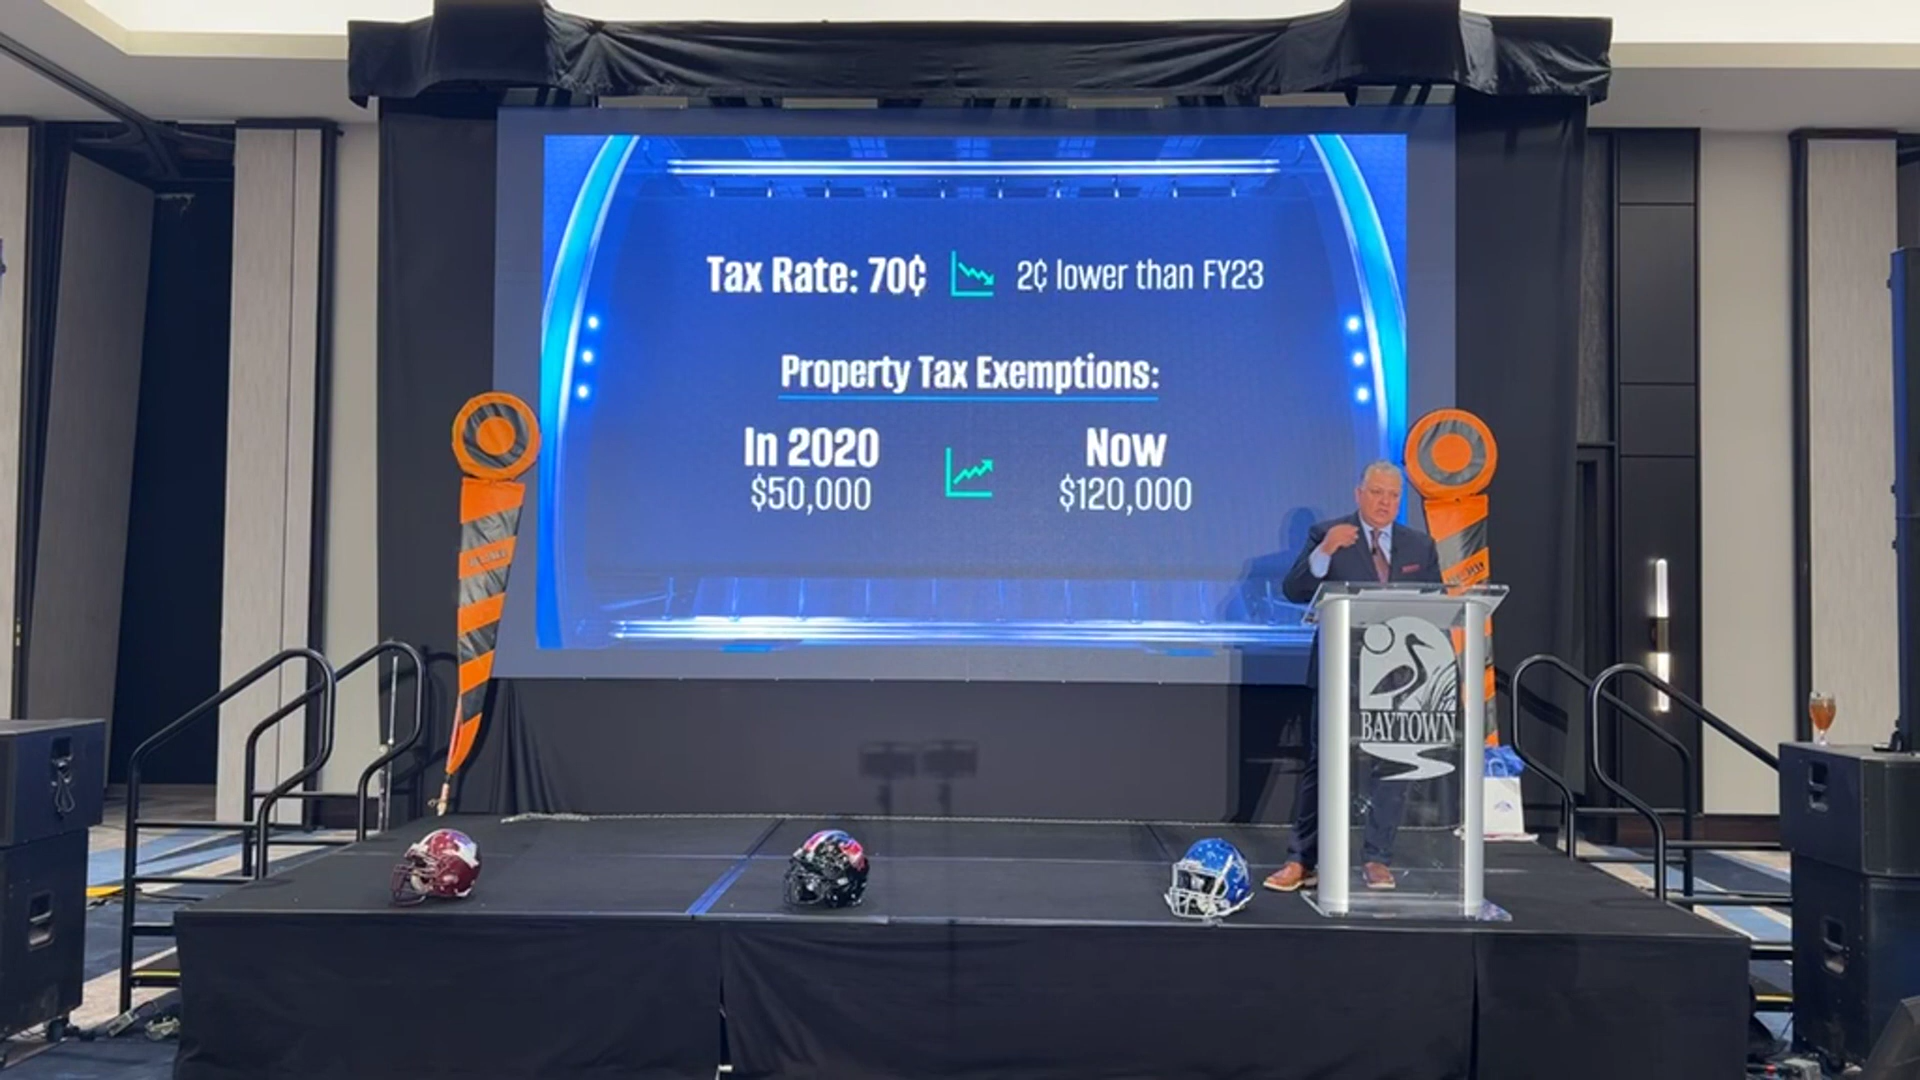 Tax Rate: 70¢
2¢ lower than FY23
Property Tax Exemptions:
In 2020
Now
$50,000
$120,000
BAYTOWN